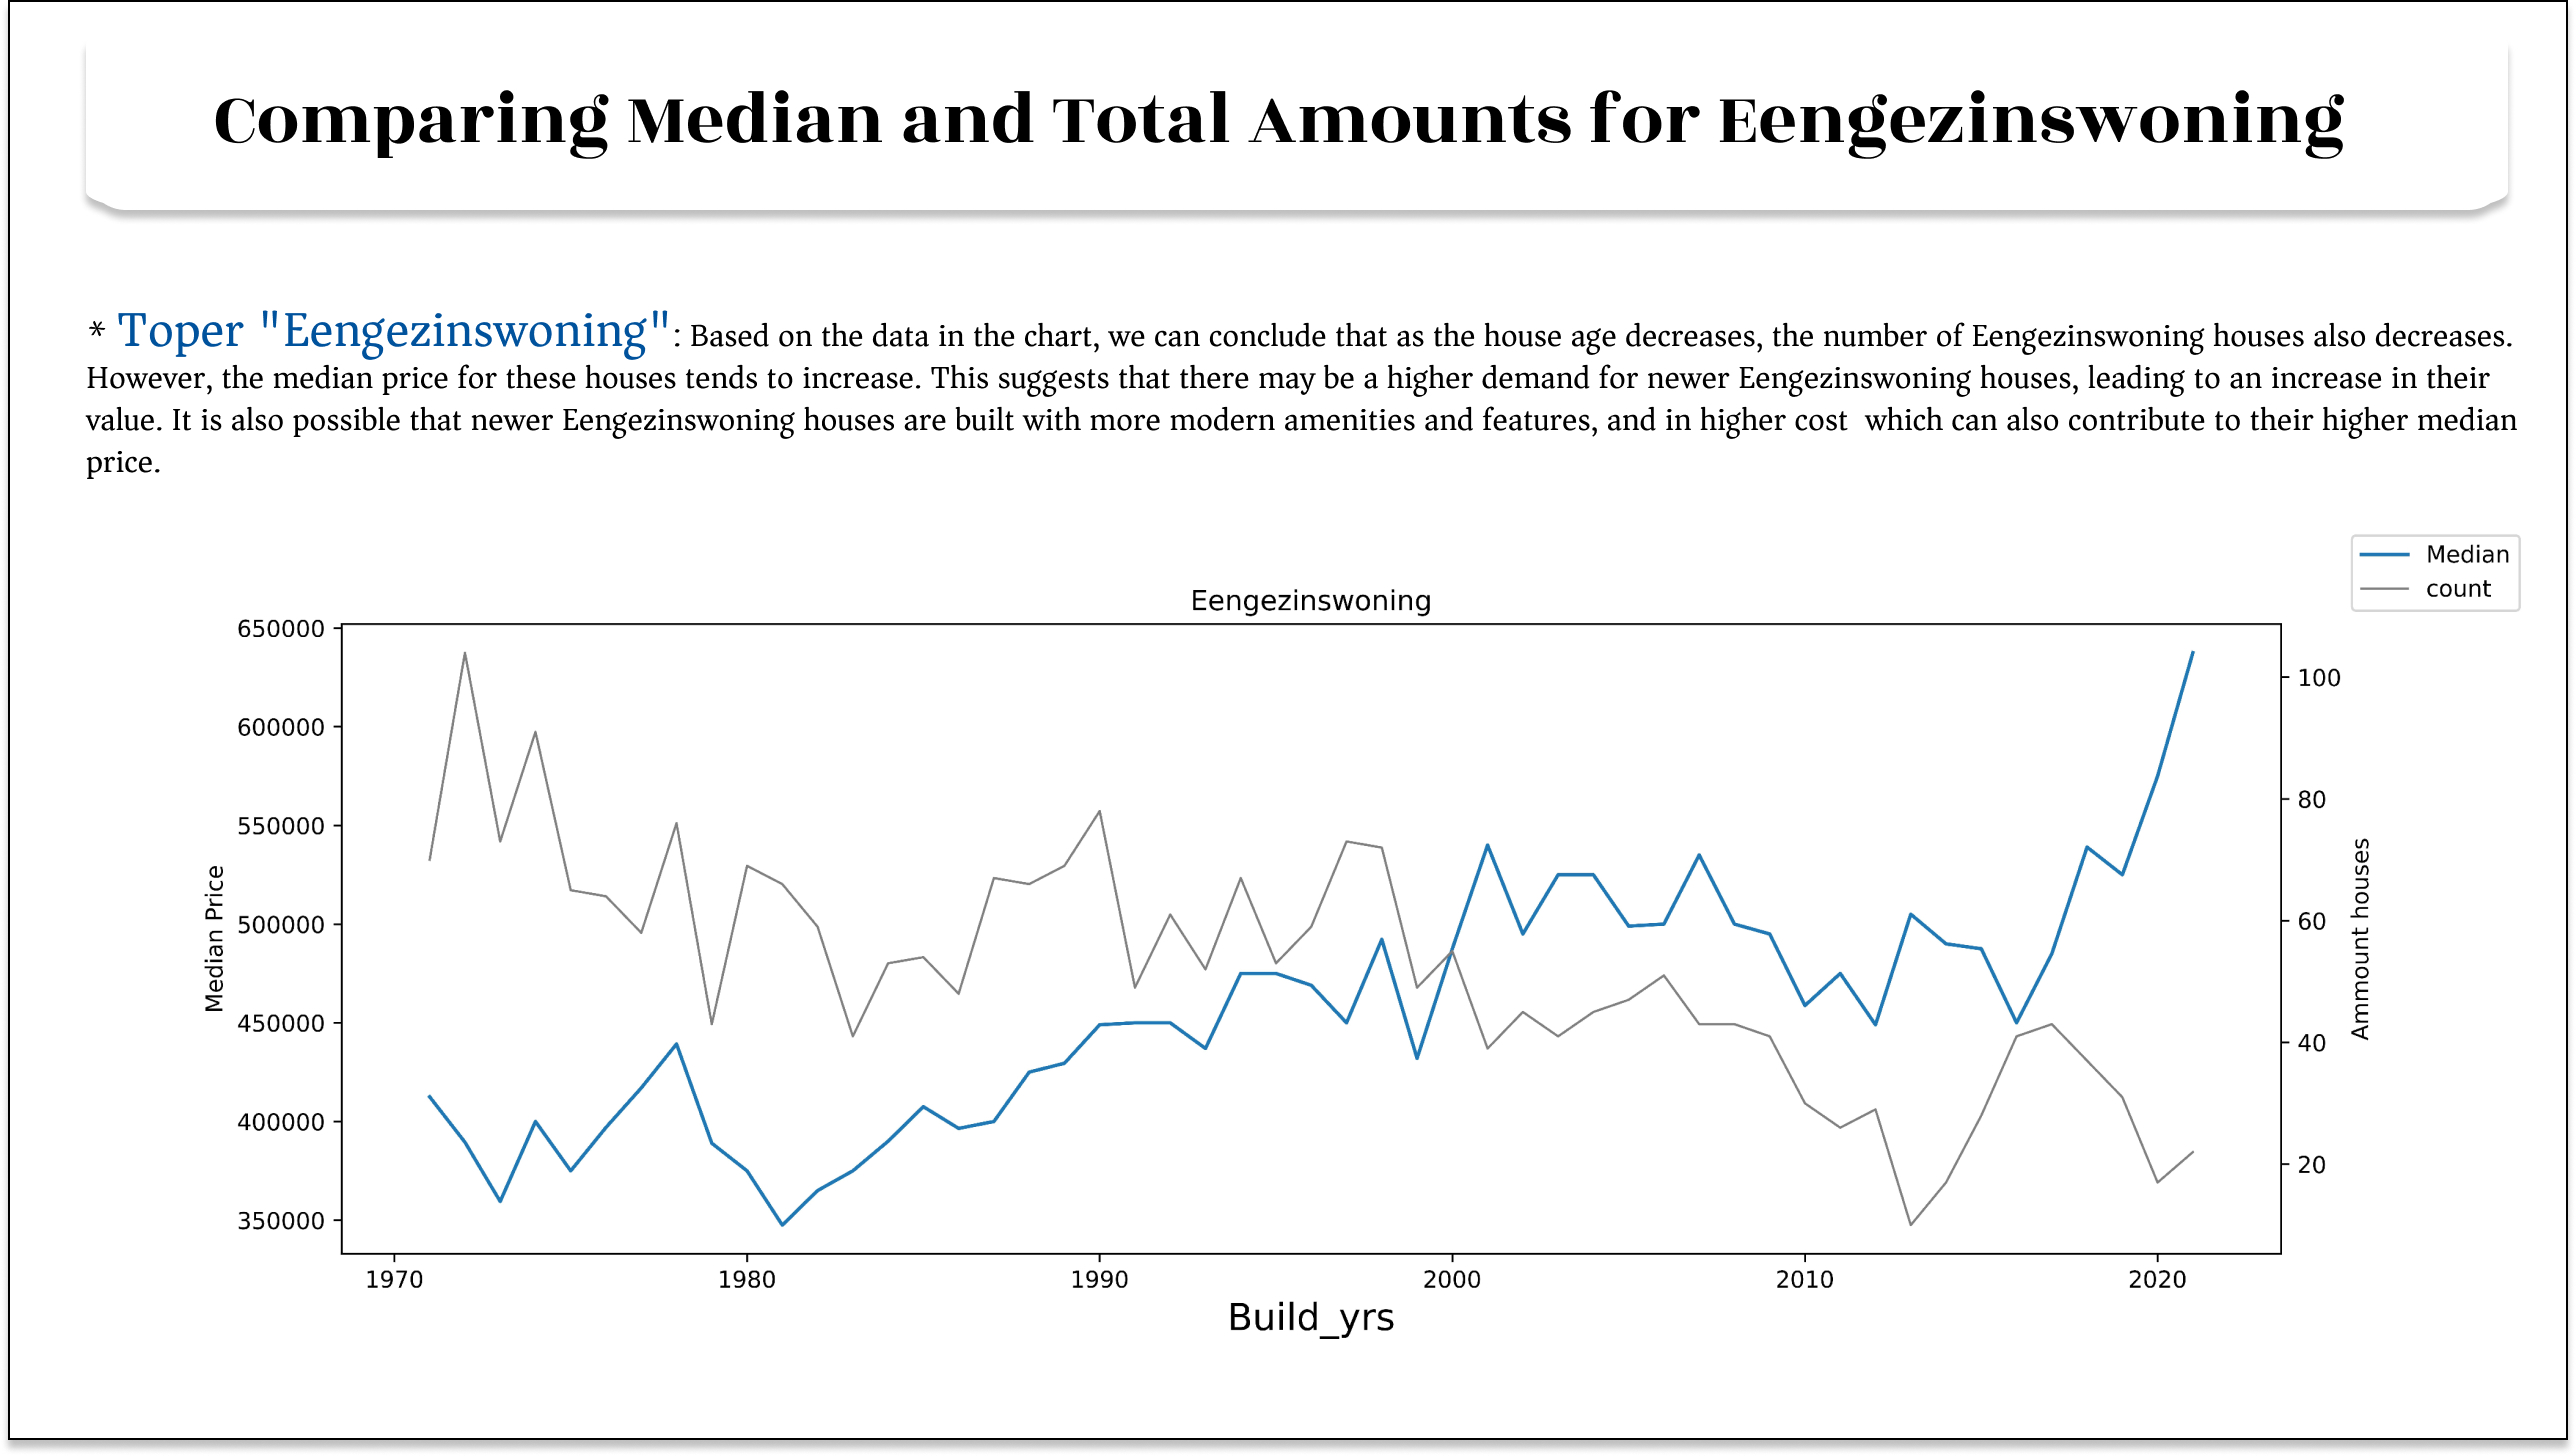 Comparing Median and Total Amounts for Eengezinswoning
* Toper "Eengezinswoning": Based on the data in the chart, we can conclude that as the house age decreases, the number of Eengezinswoning houses also decreases.
However, the median price for these houses tends to increase. This suggests that there may be a higher demand for newer Eengezinswoning houses, leading to an increase in their
value. It is also possible that newer Eengezinswoning houses are built with more modern amenities and features, and in higher cost  which can also contribute to their higher median
price.
Median
count
Eengezinswoning
650000
600000
550000
500000
450000
400000
350000
Median Price
100
80
60
40
20
Ammount houses
1970 1980 1990 2000 2010 2020
Build_yrs